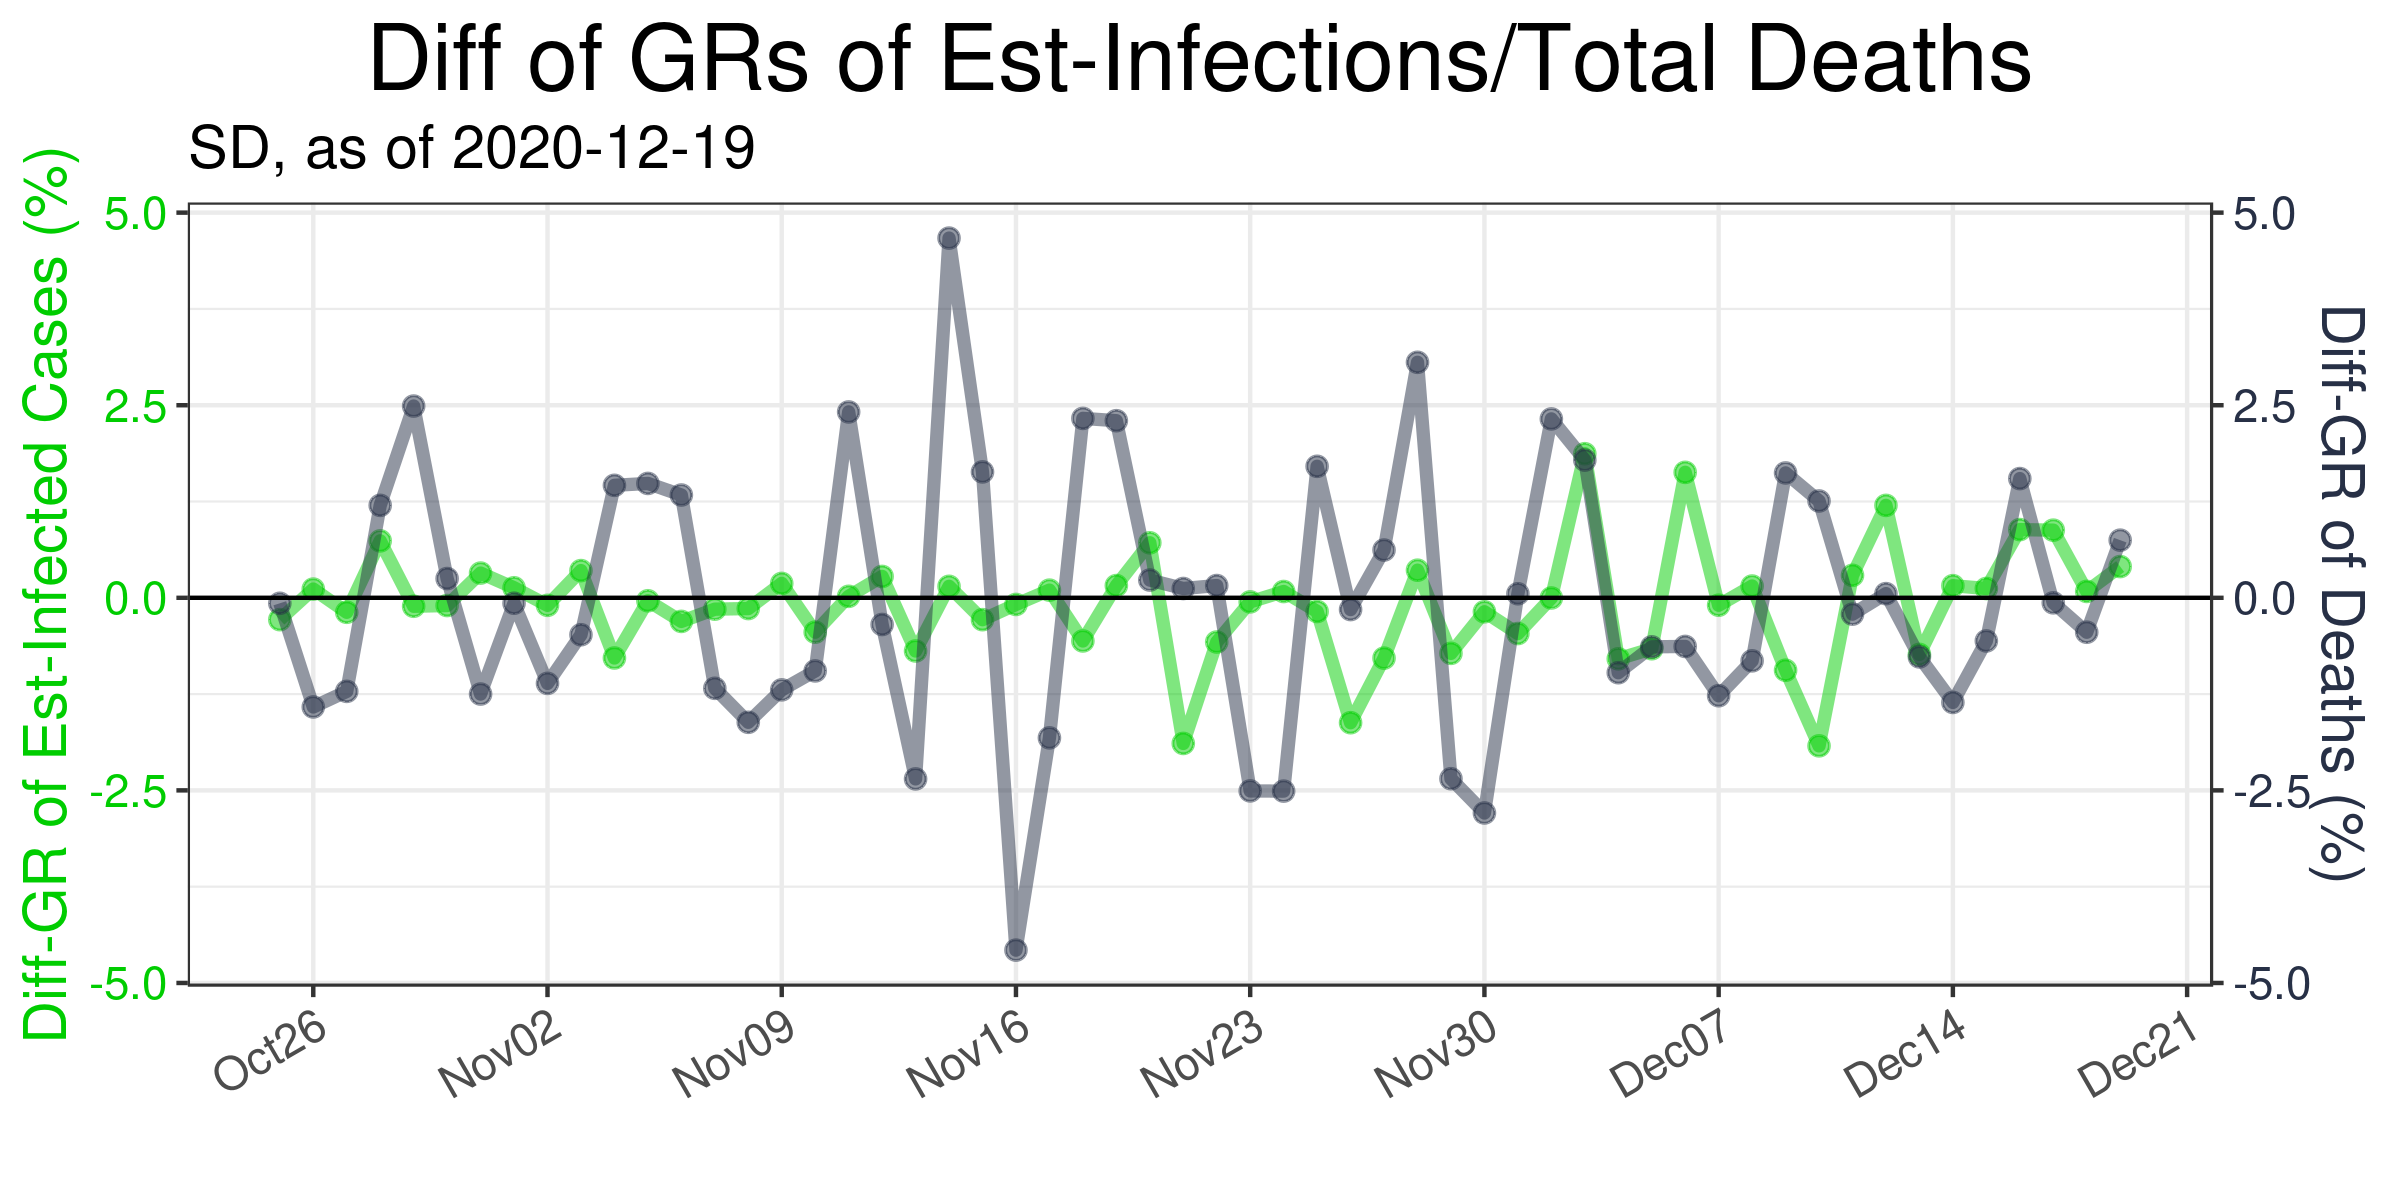 Diff of GRs of Est-Infections/Total Deaths
SD, as of 2020-12-19
Diff-GR of Est-Infected Cases (%)
5.0
2.5
0.0
-2.5
-5.0
5.0
2.5
0.0
-2.5
-5.0
Diff-GR of Deaths (%)
Oct26
Nov02
Nov09
Nov16
Nov23
Nov30
Dec07
Dec14
Dec21